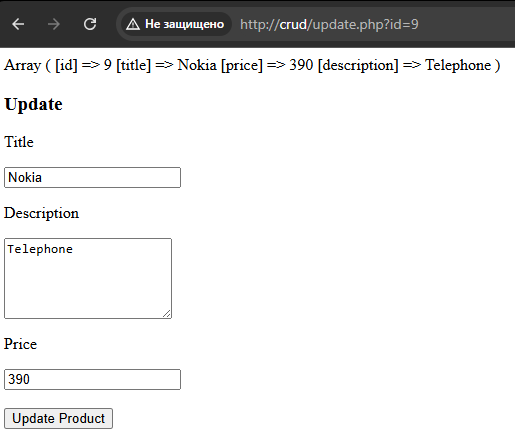 Не защищено http://crud/update.php?id=9
Array ( [id] => 9 [title] => Nokia [price] => 390 [description] => Telephone )
Update
Title
Nokia
Description
Telephone
Price
390
Update Product